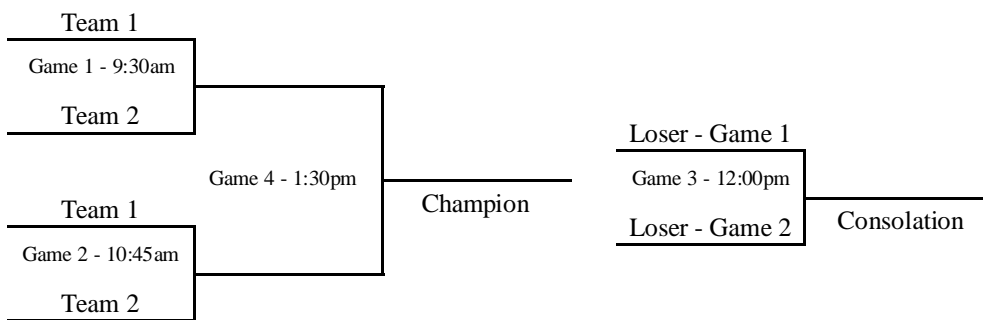 Team 1
Game 1 - 9:30am
Team 2
Game 4 - 1:30pm
Champion
Team 1
Game 2 - 10:45am
Team 2
Loser - Game 1
Game 3 - 12:00pm
Loser - Game 2
Consolation